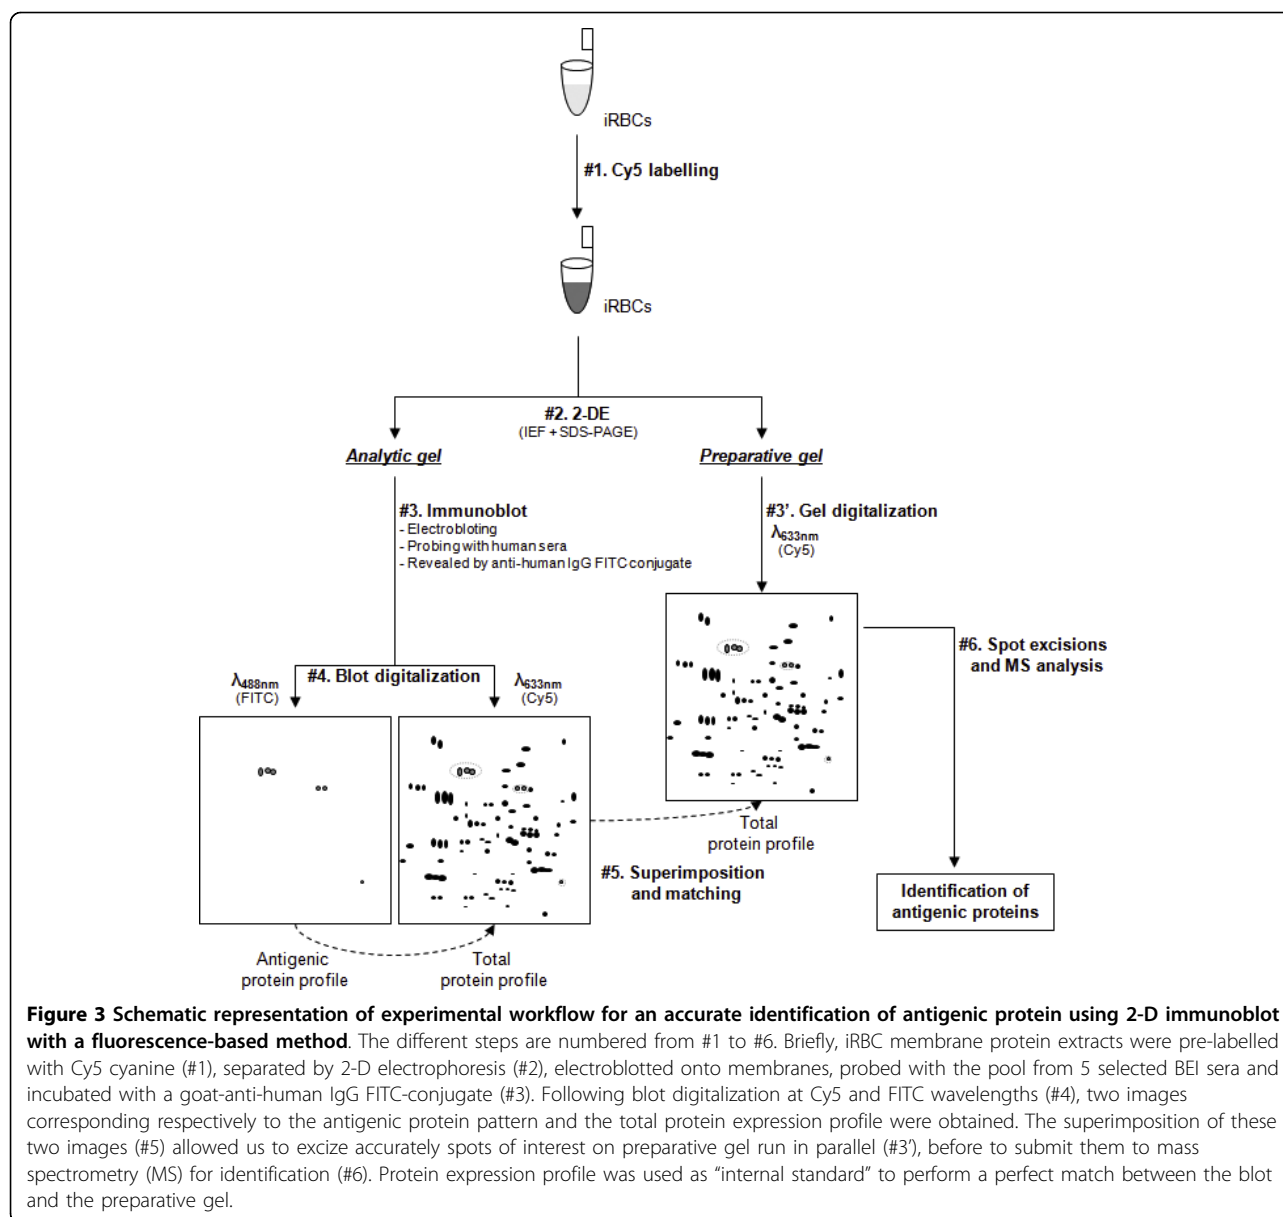 iRBCs
#1. Cy5 labelling
iRBCs
#2. 2-DE
(IEF + SDS-PAGE)
Analytic gel
Preparative gel
#3. Immunoblot
- Electrobloting
- Probing with human sera
- Revealed by anti-human IgG FITC conjugate
#3’. Gel digitalization
λ633nm
(Cy5)
#6. Spot excisions
and MS analysis
#4. Blot digitalization
λ488nm
(FITC)
λ633nm
(Cy5)
Total
protein profile
#5. Superimposition
and matching
Identification of
antigenic proteins
Antigenic
protein profile
Total
protein profile
Figure 3 Schematic representation of experimental workflow for an accurate identification of antigenic protein using 2-D immunoblot
with a fluorescence-based method. The different steps are numbered from #1 to #6. Briefly, iRBC membrane protein extracts were pre-labelled
with Cy5 cyanine (#1), separated by 2-D electrophoresis (#2), electroblotted onto membranes, probed with the pool from 5 selected BEI sera and
incubated with a goat-anti-human IgG FITC-conjugate (#3). Following blot digitalization at Cy5 and FITC wavelengths (#4), two images
corresponding respectively to the antigenic protein pattern and the total protein expression profile were obtained. The superimposition of these
two images (#5) allowed us to excize accurately spots of interest on preparative gel run in parallel (#3’), before to submit them to mass
spectrometry (MS) for identification (#6). Protein expression profile was used as “internal standard” to perform a perfect match between the blot
and the preparative gel.